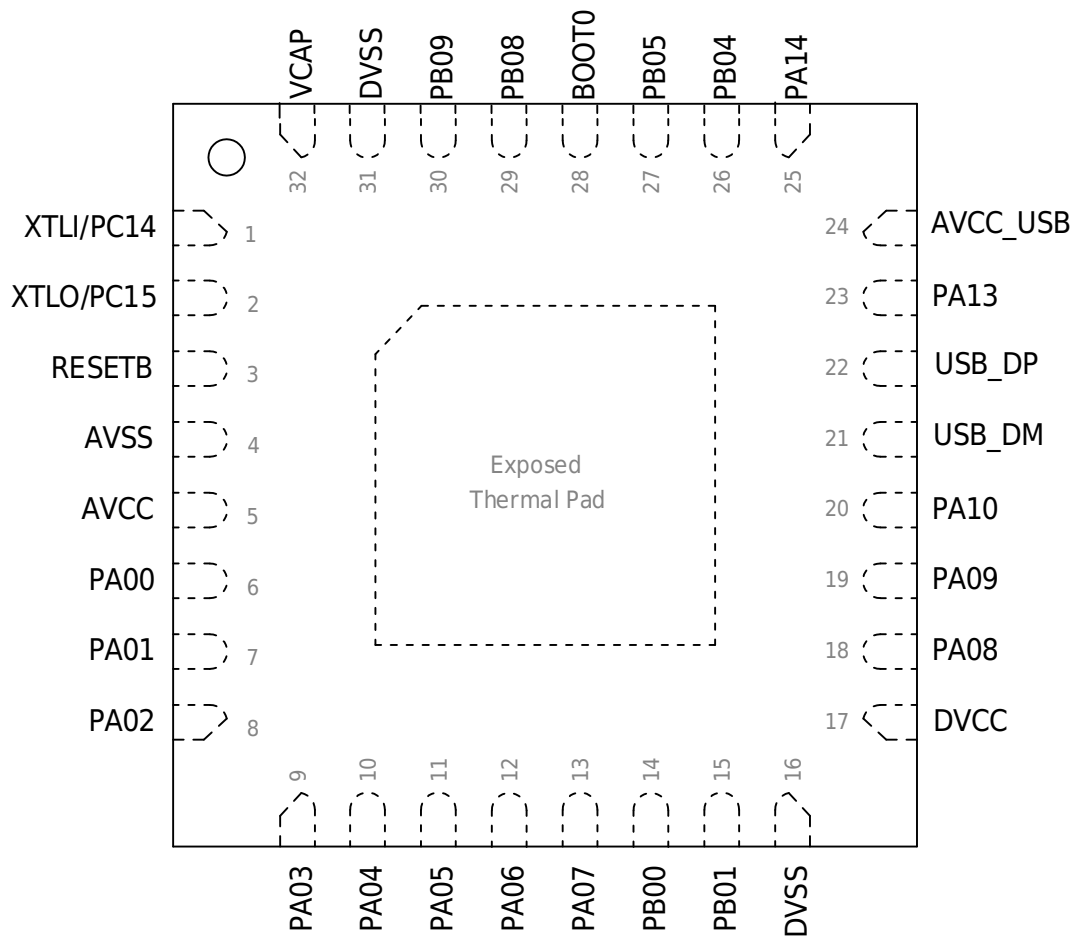 VCAP
DVSS
PB09
PB08
BOOT0
PB05
PB04
PA14
32
31
30
29
28
27
26
25
XTLI/PC14
1
XTLO/PC15
2
RESETB
3
AVSS
4
AVCC
5
PA00
6
PA01
7
PA02
8
Exposed
Thermal Pad
24
AVCC_USB
23
PA13
22
USB_DP
21
USB_DM
20
PA10
19
PA09
18
PA08
17
DVCC
9
10
11
12
13
14
15
16
PA03
PA04
PA05
PA06
PA07
PB00
PB01
DVSS